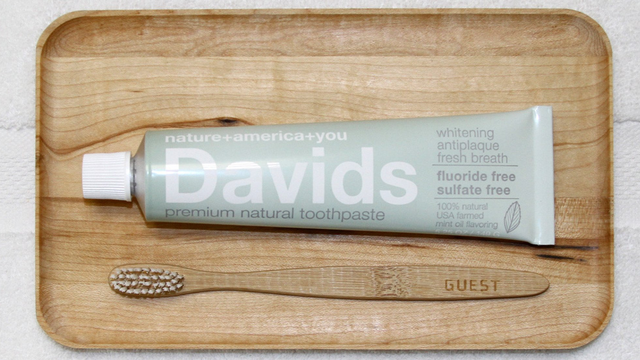 nature+america+you
Davids
premium natural toothpaste
whitening
antiplaque
fresh breath
fluoride free
sulfate free
100% natural
USA farmed
mint oil flavoring
GUEST